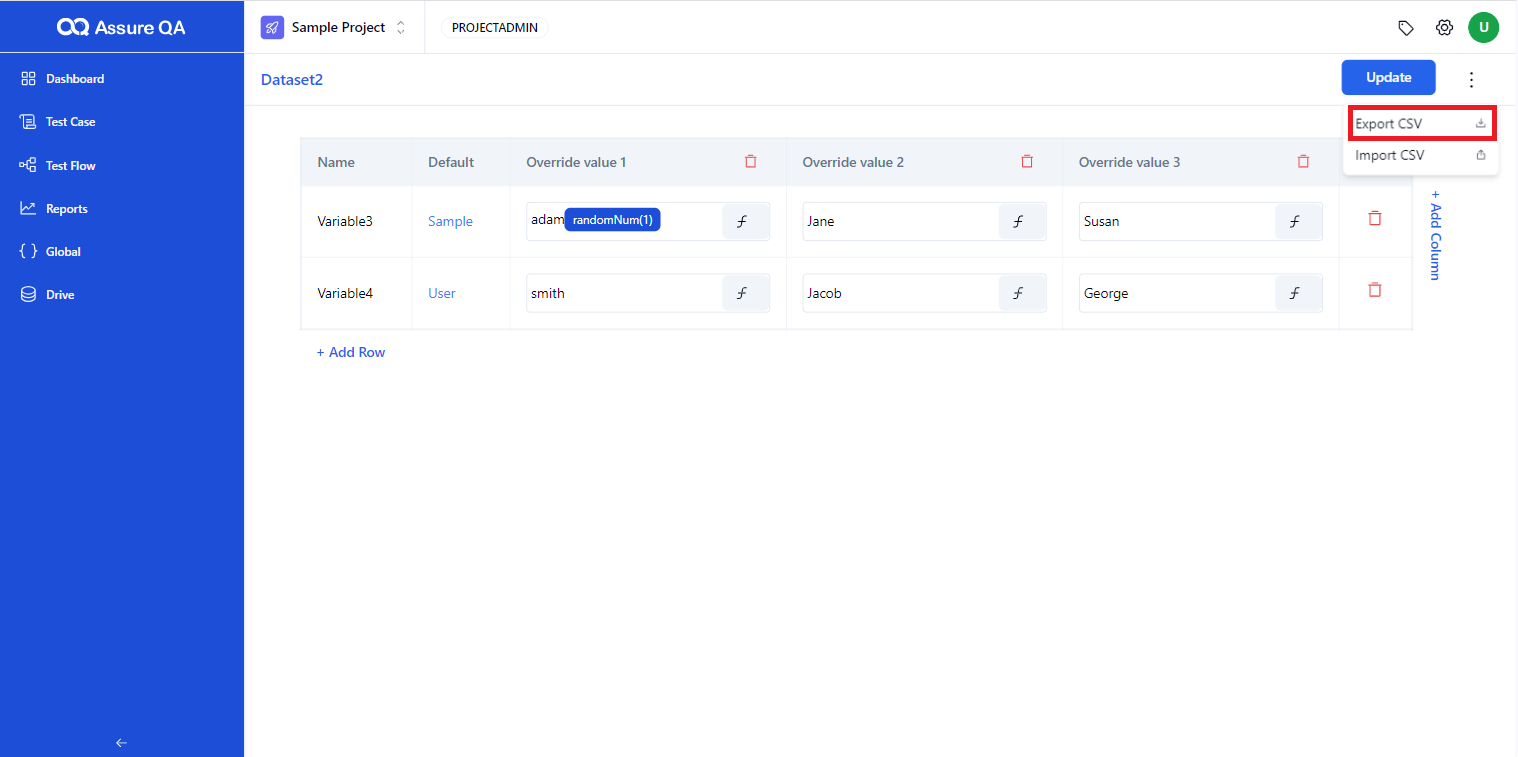 Assure QA
Sample Project
PROJECTADMIN
U
Dashboard
Test Case
Test Flow
Reports
Global
Drive
Dataset2
Update
Export CSV
Import CSV
Name Default Override value 1 Override value 2 Override value 3
Variable3 Sample adam randomNum(1) f Jane f Susan f
Variable4 User smith f Jacob f George f
+ Add Column
+ Add Row